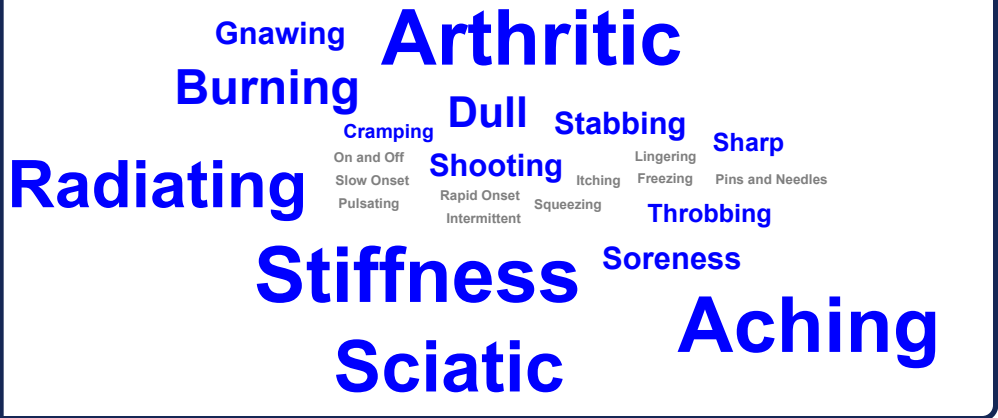 Gnawing
Arthritic
Burning
Dull
Stabbing
Cramping
Sharp
On and Off
Shooting
Lingering
Radiating
Slow Onset
Itching
Freezing
Pins and Needles
Pulsating
Rapid Onset
Squeezing
Intermittent
Throbbing
Stiffness
Soreness
Aching
Sciatic